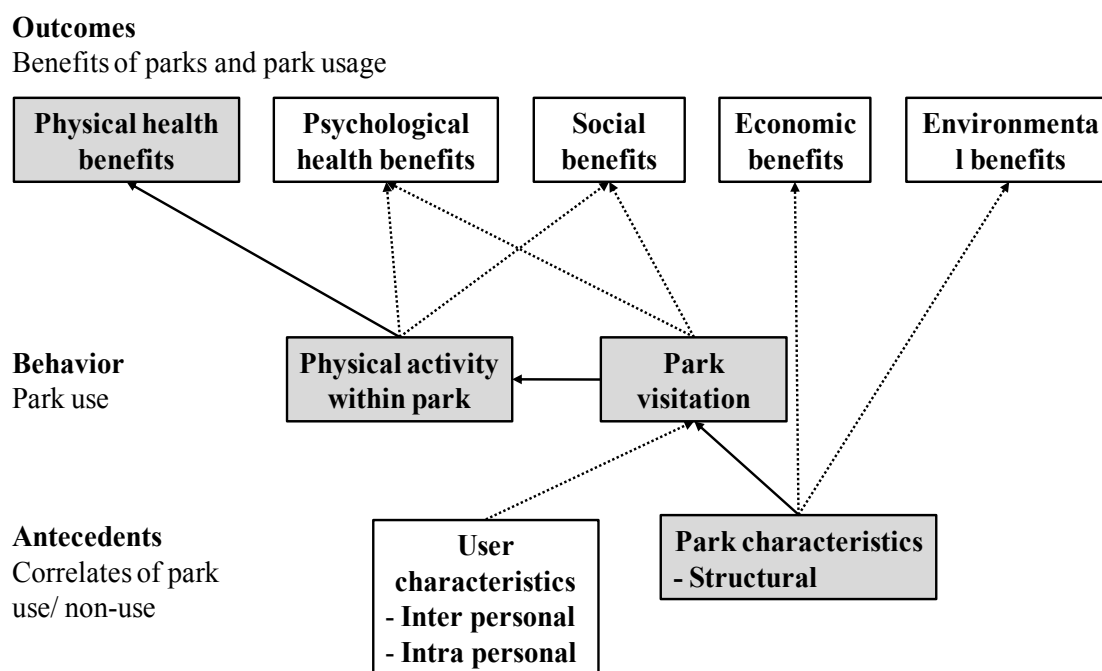 Outcomes
Benefits of parks and park usage
Physical health
benefits
Psychological
health benefits
Social
benefits
Economic
benefits
Environmenta
l benefits
Behavior
Park use
Physical activity
within park
Park
visitation
Antecedents
Correlates of park
use/ non-use
User
characteristics
- Inter personal
- Intra personal
Park characteristics
- Structural